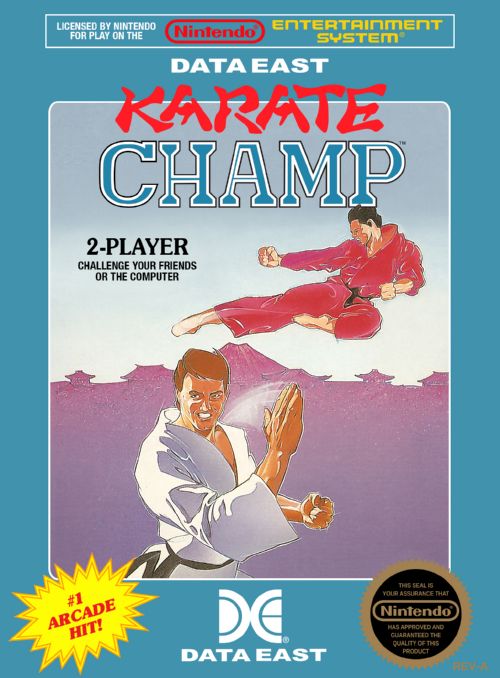 LICENSED BY NINTENDO
FOR PLAY ON THE
Nintendo®
ENTERTAINMENT
SYSTEM®
DATA EAST
KARATE
CHAMP™
2-PLAYER
CHALLENGE YOUR FRIENDS
OR THE COMPUTER
#1
ARCADE
HIT!
®
DATA EAST
THIS SEAL IS
YOUR ASSURANCE THAT
Nintendo®
HAS APPROVED AND
GUARANTEED THE
QUALITY OF THIS
PRODUCT
REV-A